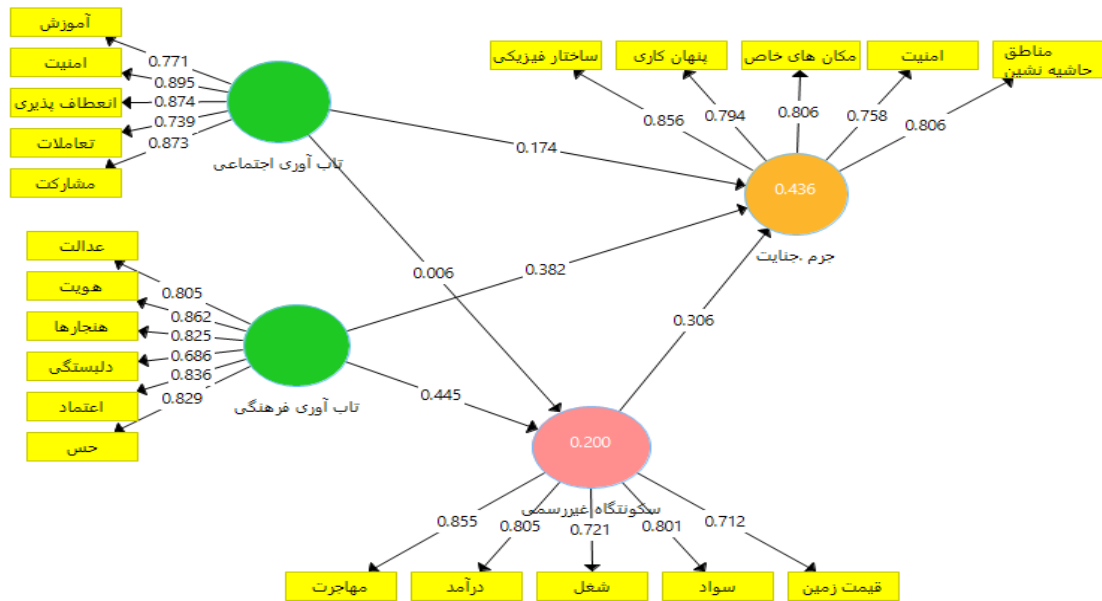 آموزش
0.771
امنیت
0.895
انعطاف پذیری
0.874
تعاملات
0.739
مشارکت
0.873
تاب آوری اجتماعی
ساختار فیزیکی
پنهان کاری
مکان های خاص
امنیت
مناطق
حاشیه نشین
0.856
0.794
0.806
0.758
0.806
0.174
0.436
جرم .جنایت
عدالت
0.805
هویت
0.862
هنجارها
0.825
دلبستگی
0.686
اعتماد
0.836
حس
0.829
تاب آوری فرهنگی
0.006
0.382
0.306
0.445
0.200
سکونتگاه غیررسمی
0.855
0.805
0.721
0.801
0.712
مهاجرت
درآمد
شغل
سواد
قیمت زمین